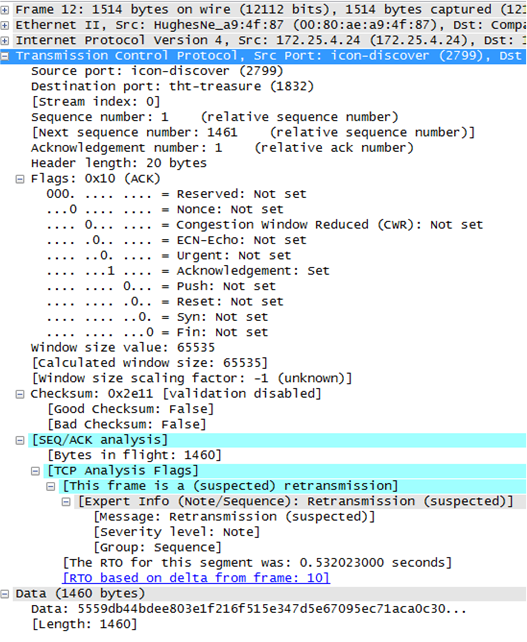 Frame 12: 1514 bytes on wire (12112 bits), 1514 bytes captured (121
Ethernet II, Src: HughesNe_a9:4f:87 (00:80:ae:a9:4f:87), Dst: Compa
Internet Protocol Version 4, Src: 172.25.4.24 (172.25.4.24), Dst: 1
Transmission Control Protocol, Src Port: icon-discover (2799), Dst
Source port: icon-discover (2799)
Destination port: tht-treasure (1832)
[Stream index: 0]
Sequence number: 1    (relative sequence number)
[Next sequence number: 1461    (relative sequence number)]
Acknowledgement number: 1    (relative ack number)
Header length: 20 bytes
Flags: 0x10 (ACK)
000. .... .... = Reserved: Not set
...0 .... .... = Nonce: Not set
.... 0... .... = Congestion Window Reduced (CWR): Not set
.... .0.. .... = ECN-Echo: Not set
.... ..0. .... = Urgent: Not set
.... ...1 .... = Acknowledgement: Set
.... .... 0... = Push: Not set
.... .... .0.. = Reset: Not set
.... .... ..0. = Syn: Not set
.... .... ...0 = Fin: Not set
Window size value: 65535
[Calculated window size: 65535]
[Window size scaling factor: -1 (unknown)]
Checksum: 0x2e11 [validation disabled]
[Good Checksum: False]
[Bad Checksum: False]
[SEQ/ACK analysis]
[Bytes in flight: 1460]
[TCP Analysis Flags]
[This frame is a (suspected) retransmission]
[Expert Info (Note/Sequence): Retransmission (suspected)]
[Message: Retransmission (suspected)]
[Severity level: Note]
[Group: Sequence]
[The RTO for this segment was: 0.532023000 seconds]
[RTO based on delta from frame: 10]
Data (1460 bytes)
Data: 5559db44bdee803e1f216f515e347d5e67095ec71aca0c30...
[Length: 1460]